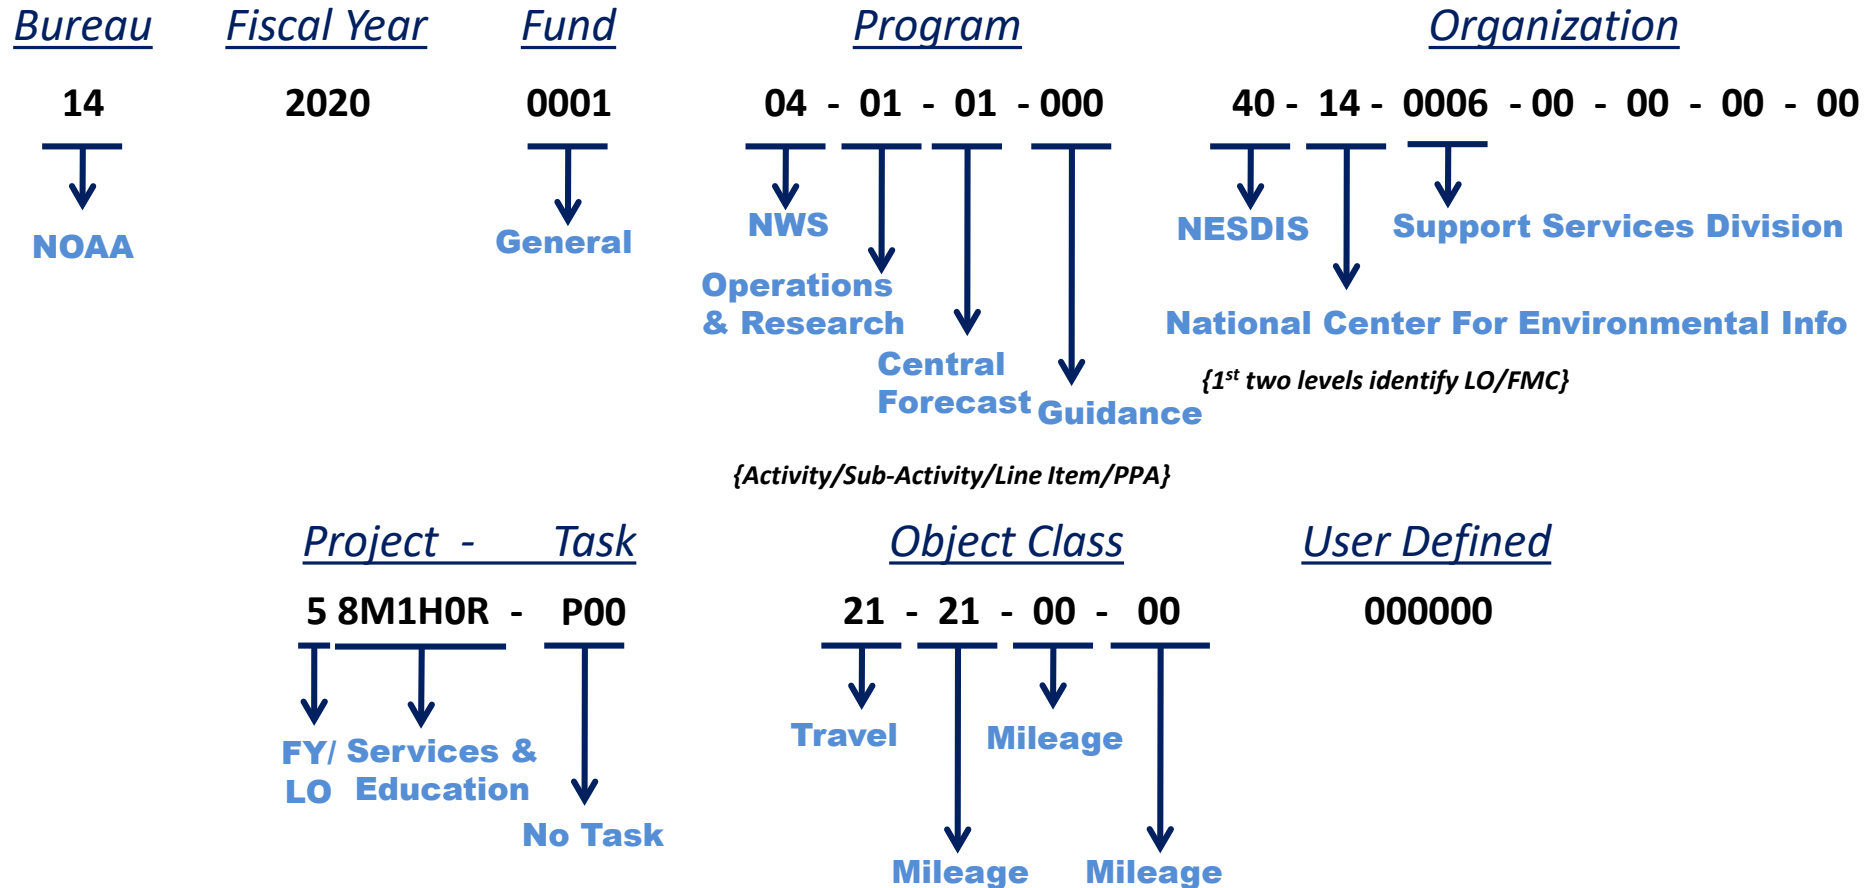 Bureau Fiscal Year Fund Program Organization
14 2020 0001 04 - 01 - 01 - 000 40 - 14 - 0006 - 00 - 00 - 00 - 00
NOAA General NWS NESDIS Support Services Division
Operations
& Research National Center For Environmental Info
Central
Forecast Guidance
{1st two levels identify LO/FMC}
{Activity/Sub-Activity/Line Item/PPA}
Project - Task Object Class User Defined
5 8M1H0R - P00 21 - 21 - 00 - 00 000000
FY/ Services & Travel Mileage
LO Education
No Task
Mileage Mileage